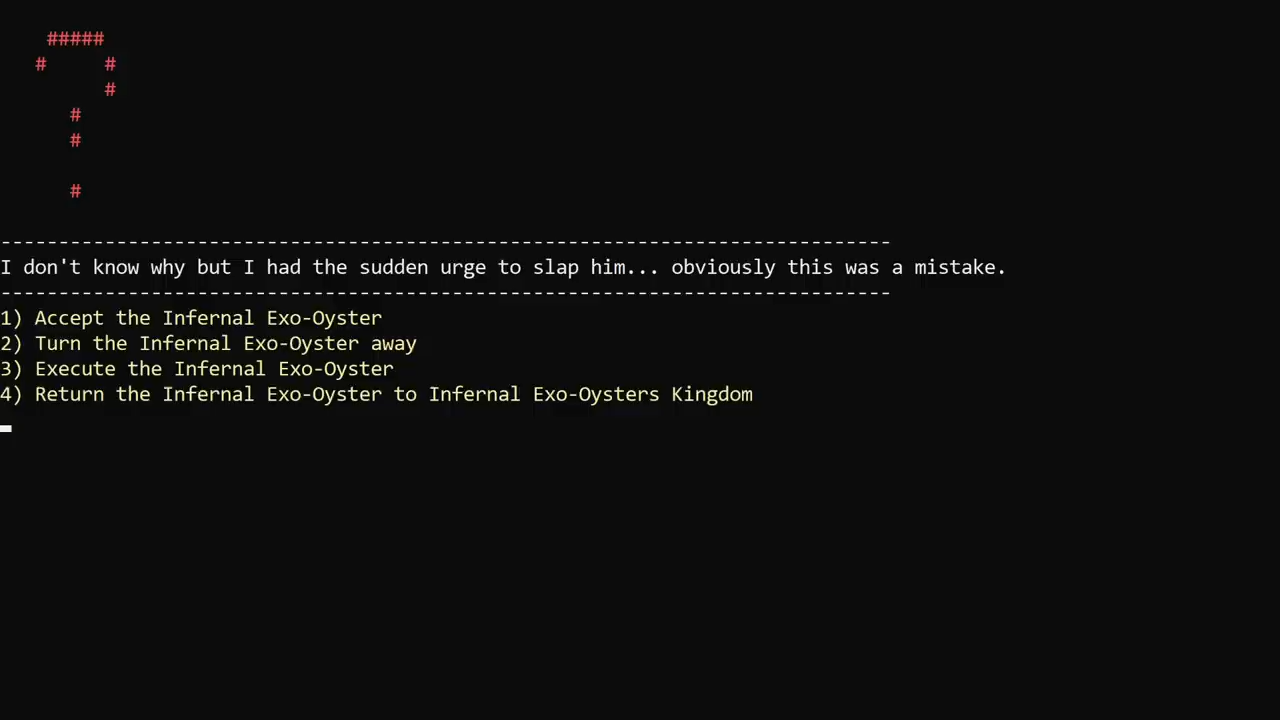 #####
#     #
#
#
#
#
-----------------------------------------------------------------------------
I don't know why but I had the sudden urge to slap him... obviously this was a mistake.
-----------------------------------------------------------------------------
1) Accept the Infernal Exo-Oyster
2) Turn the Infernal Exo-Oyster away
3) Execute the Infernal Exo-Oyster
4) Return the Infernal Exo-Oyster to Infernal Exo-Oysters Kingdom